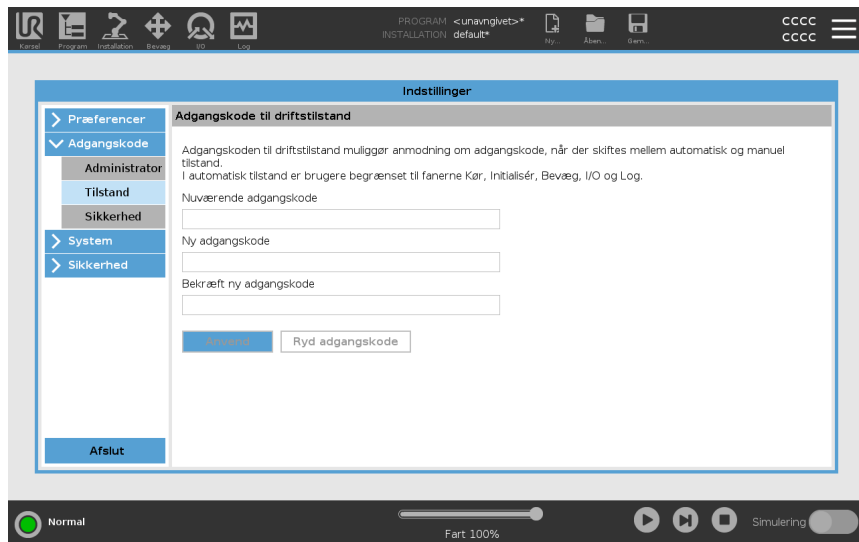 UR
PROGRAM <unavngivet>*
INSTALLATION default*
CCCC
CCCC
Kørsel
Program
Installation
Bevæg
I/O
Log
Ny...
Åben...
Gem...
Indstillinger
Præferencer
Adgangskode
Administrator
Tilstand
Sikkerhed
System
Sikkerhed
Afslut
Adgangskode til driftstilstand
Adgangskoden til driftstilstand muliggør anmodning om adgangskode, når der skiftes mellem automatisk og manuel
tilstand.
I automatisk tilstand er brugere begrænset til fanerne Kør, Initialisér, Bevæg, I/O og Log.
Nuværende adgangskode
Ny adgangskode
Bekræft ny adgangskode
Anvend
Ryd adgangskode
Normal
Fart 100%
Simulering